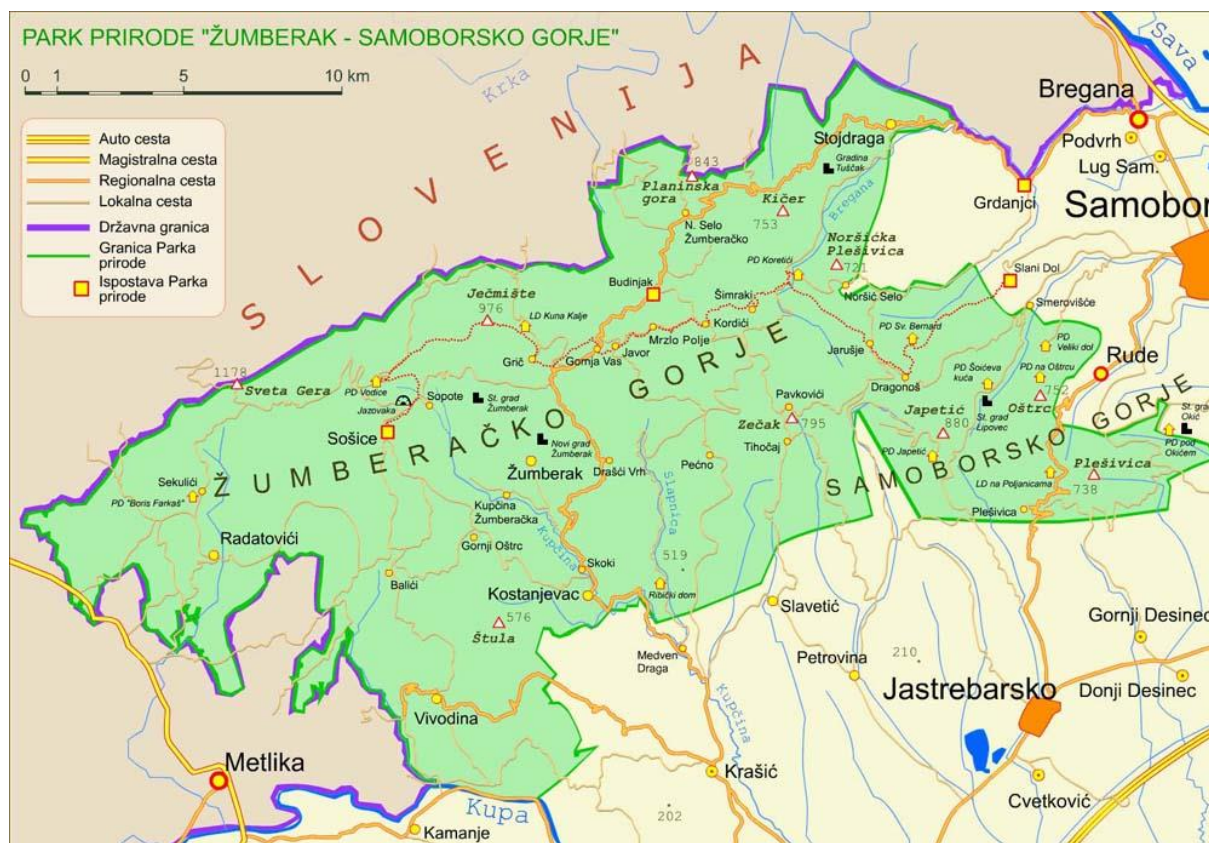 PARK PRIRODE "ŽUMBERAK - SAMOBORSKO GORJE"
0 1 5 10 km
Auto cesta
Magistralna cesta
Regionalna cesta
Lokalna cesta
Državna granica
Granica Parka
prirode
Ispostava Parka
prirode
SLOVENIJA
Krka
Sava
Bregana
Podvrh
Lug Sam.
Samobor
Grdanjci
Stojdraga
Gradina
Tuščak
Bregana
843
Planinska
gora
Kičer
753
N. Selo
Žumberačko
Noršićka
Plešivica
721
PD Koretići
Noršić Selo
Slani Dol
Smerovišće
Budinjak
Šimraki
Ječmište
976
LD Kuna Kalje
Kordići
Mrzlo Polje
Javor
Gornja Vas
Grič
Jarušje
PD Sv. Bernard
Dragonoš
PD
Veliki dol
PD Šoićeva
kuća
PD na Oštrcu
Rude
1178
Sveta Gera
PD Vodice
Jazovaka
Sopote
St. grad
Žumberak
Sošice
Novi grad
Žumberak
Žumberak
Drašći Vrh
ŽUMBERAČKO GORJE
Pavkovići
Zečak
795
Tihočaj
Pećno
Slapnica
Japetić
880
PD Japetić
St. grad
Lipovec
752
Oštrc
St. grad
Okić
PD pod
Okićem
SAMOBORSKO GORJE
Plešivica
738
LD na Poljanicama
Plešivica
Sekulići
PD "Boris Farkaš"
Radatovići
Kupčina
Žumberačka
Gornji Oštrc
Kupčina
Skoki
Balići
Kostanjevac
519
Ribički dom
576
Štula
Slavetić
Medven
Draga
Petrovina
210
Gornji Desinec
Donji Desinec
Jastrebarsko
Vivodina
Kupčina
Metlika
Krašić
Cvetković
Kupa
Kamanje
202